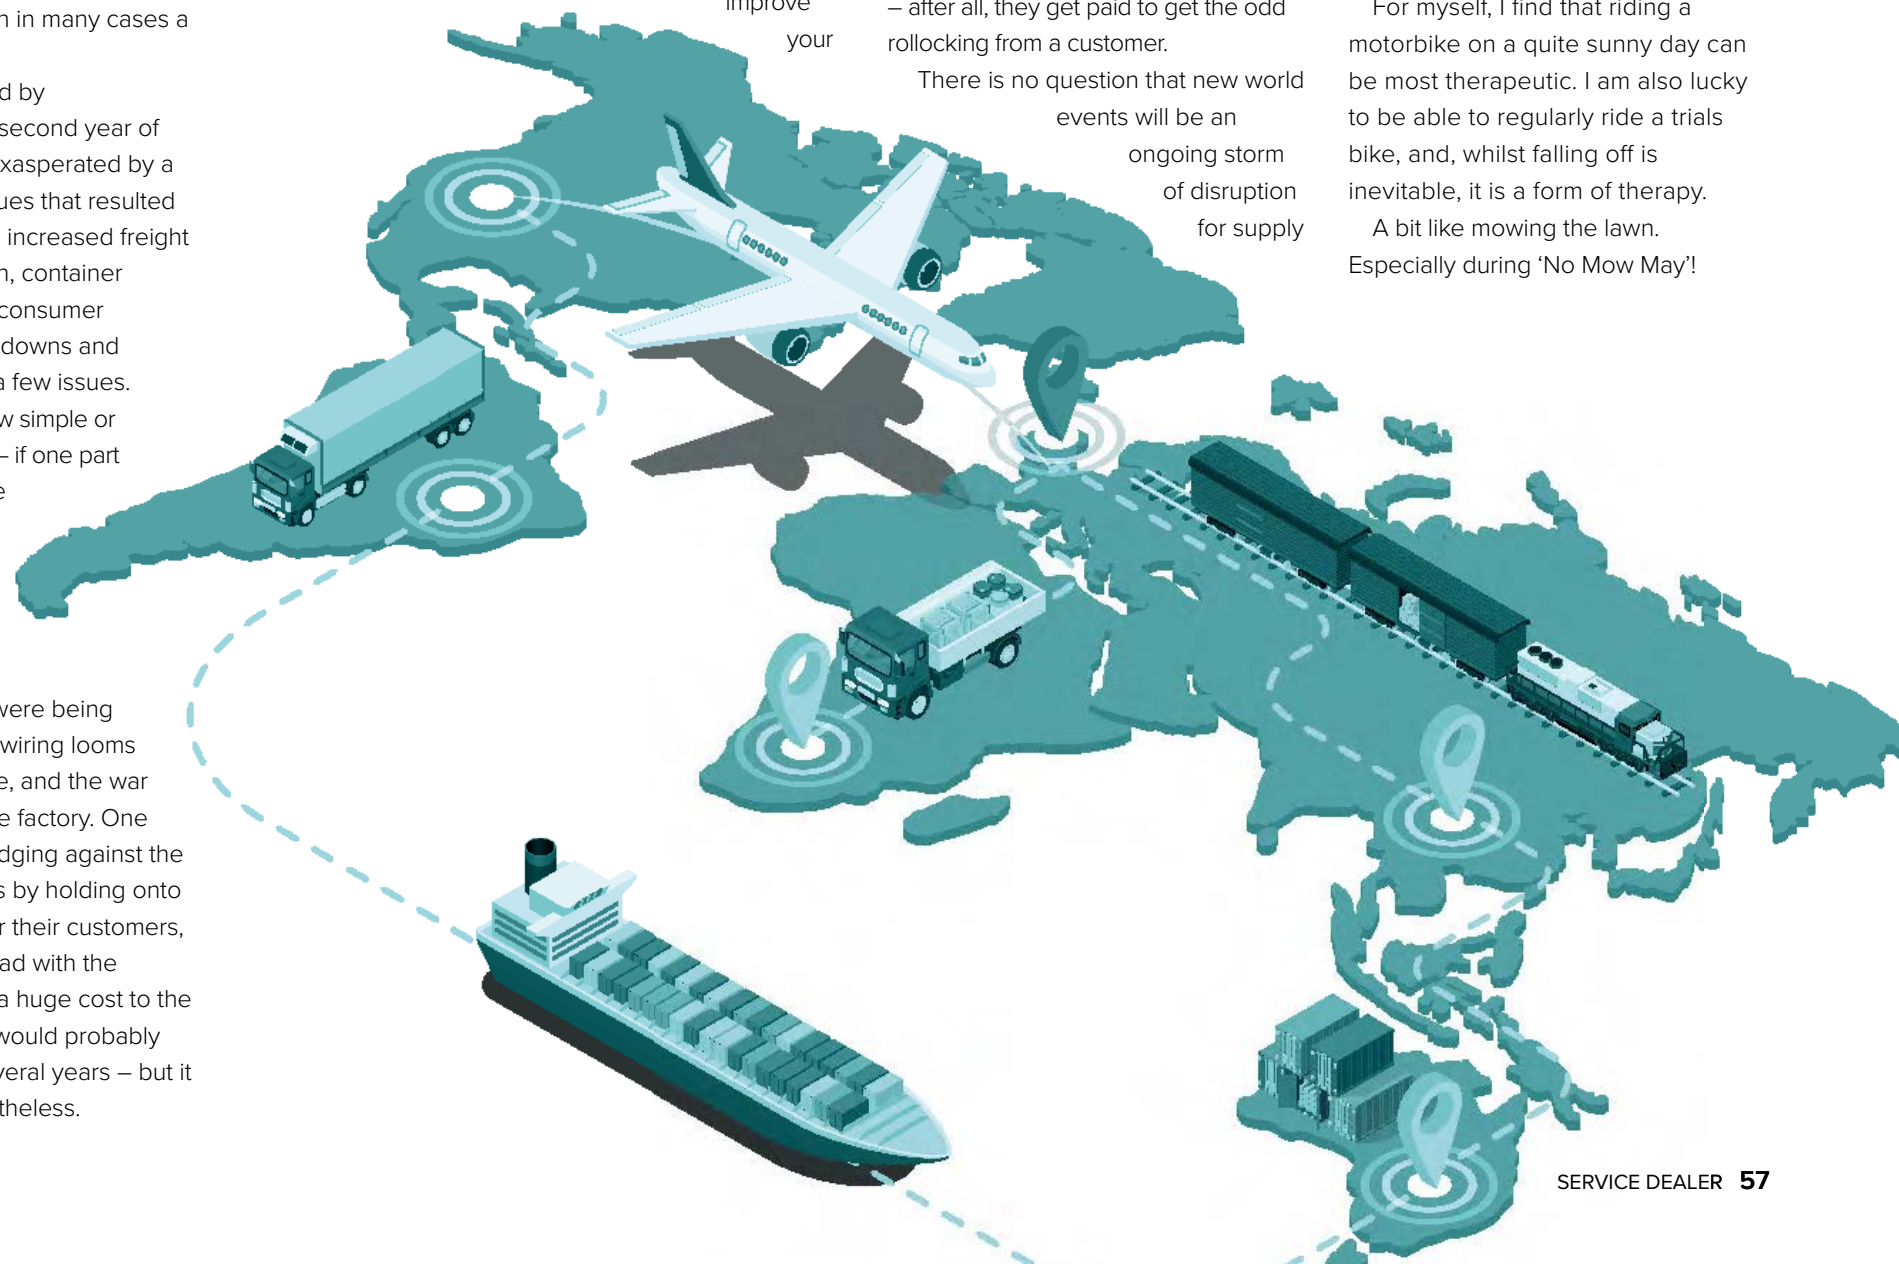 n in many cases a
d by
second year of
xasperated by a
ues that resulted
increased freight
n, container
consumer
downs and
a few issues.
w simple or
– if one part
e
were being
wiring looms
e, and the war
e factory. One
dging against the
s by holding onto
r their customers,
ad with the
a huge cost to the
would probably
veral years – but it
theless.
improve
your
– after all, they get paid to get the odd
rollocking from a customer.
There is no question that new world
events will be an
ongoing storm
of disruption
for supply
For myself, I find that riding a
motorbike on a quite sunny day can
be most therapeutic. I am also lucky
to be able to regularly ride a trials
bike, and, whilst falling off is
inevitable, it is a form of therapy.
A bit like mowing the lawn.
Especially during ‘No Mow May’!
SERVICE DEALER 57